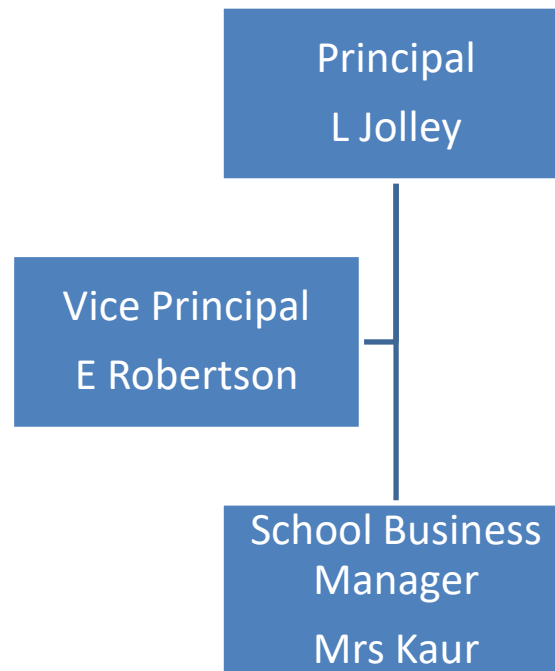 Principal
L Jolley
Vice Principal
E Robertson
School Business
Manager
Mrs Kaur